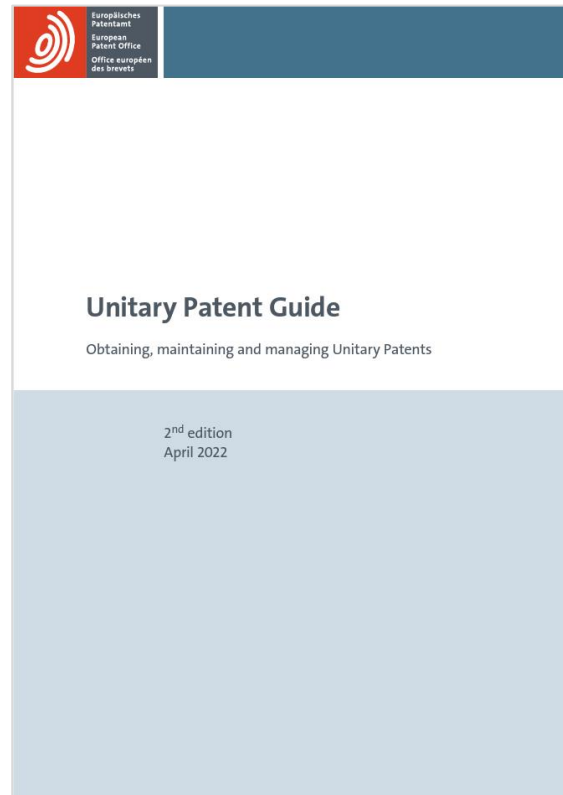 Europäisches
Patentamt
European
Patent Office
Office européen
des brevets
Unitary Patent Guide
Obtaining, maintaining and managing Unitary Patents
2nd edition
April 2022